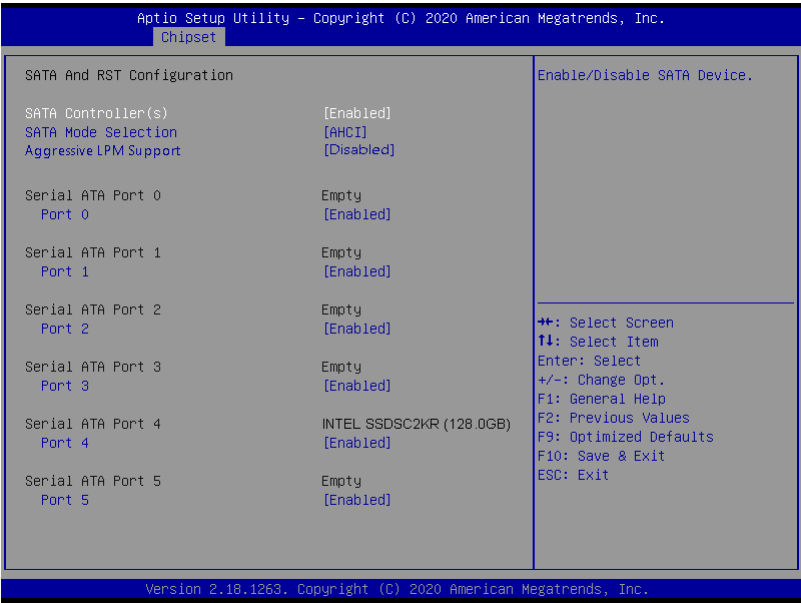 Aptio Setup Utility – Copyright (C) 2020 American Megatrends, Inc.
Chipset
SATA And RST Configuration
SATA Controller(s) [Enabled]
SATA Mode Selection [AHCI]
Aggressive LPM Support [Disabled]
Serial ATA Port 0 Empty
Port 0 [Enabled]
Serial ATA Port 1 Empty
Port 1 [Enabled]
Serial ATA Port 2 Empty
Port 2 [Enabled]
Serial ATA Port 3 Empty
Port 3 [Enabled]
Serial ATA Port 4 INTEL SSDSC2KR (128.0GB)
Port 4 [Enabled]
Serial ATA Port 5 Empty
Port 5 [Enabled]
Enable/Disable SATA Device.
→←: Select Screen
↑↓: Select Item
Enter: Select
+/-: Change Opt.
F1: General Help
F2: Previous Values
F9: Optimized Defaults
F10: Save & Exit
ESC: Exit
Version 2.18.1263. Copyright (C) 2020 American Megatrends, Inc.